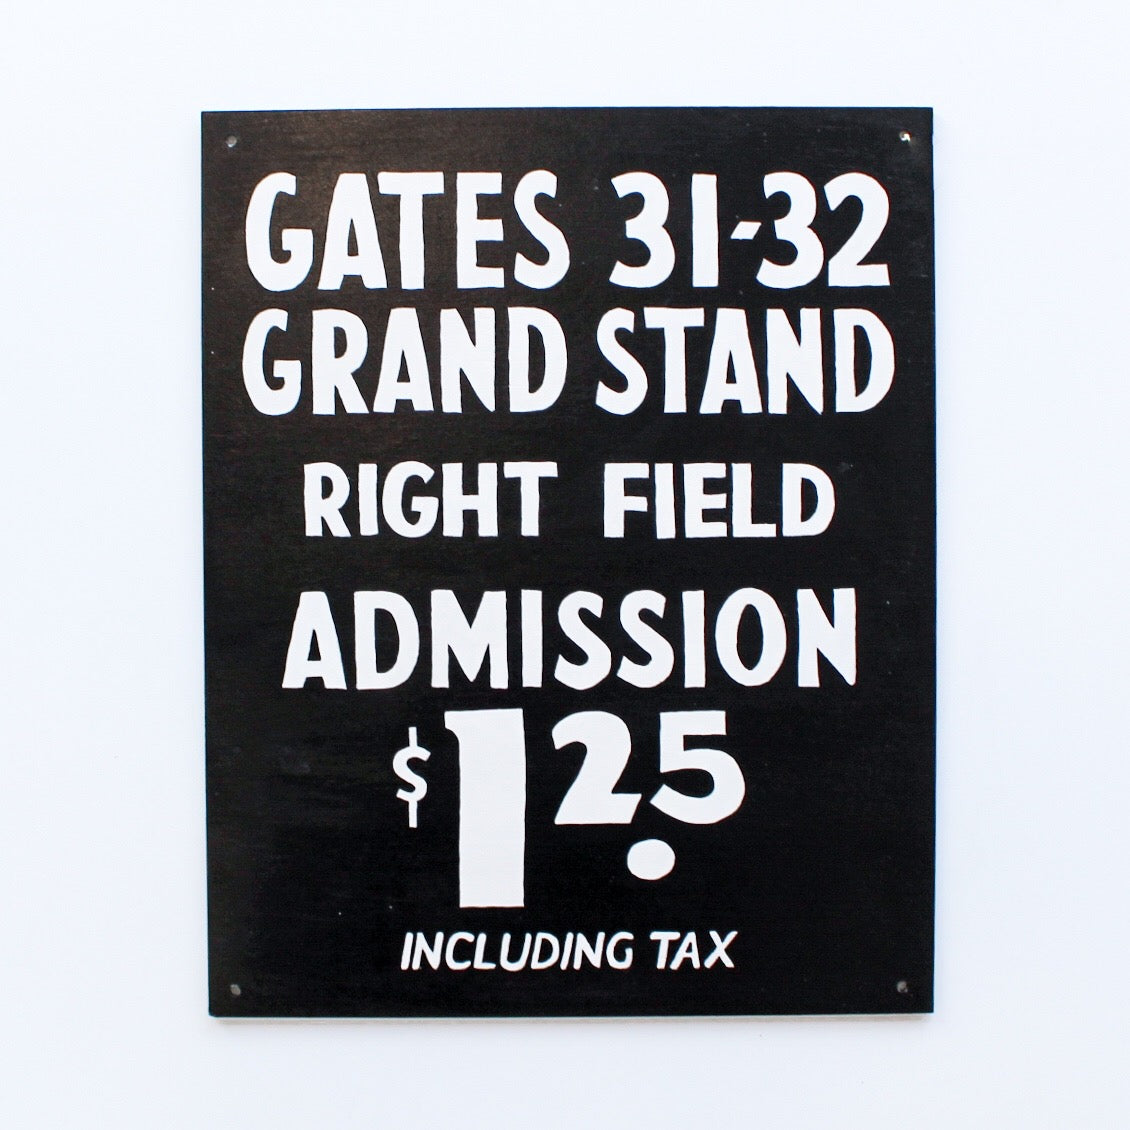 GATES 31-32
GRAND STAND
RIGHT FIELD
ADMISSION
$1.25
INCLUDING TAX